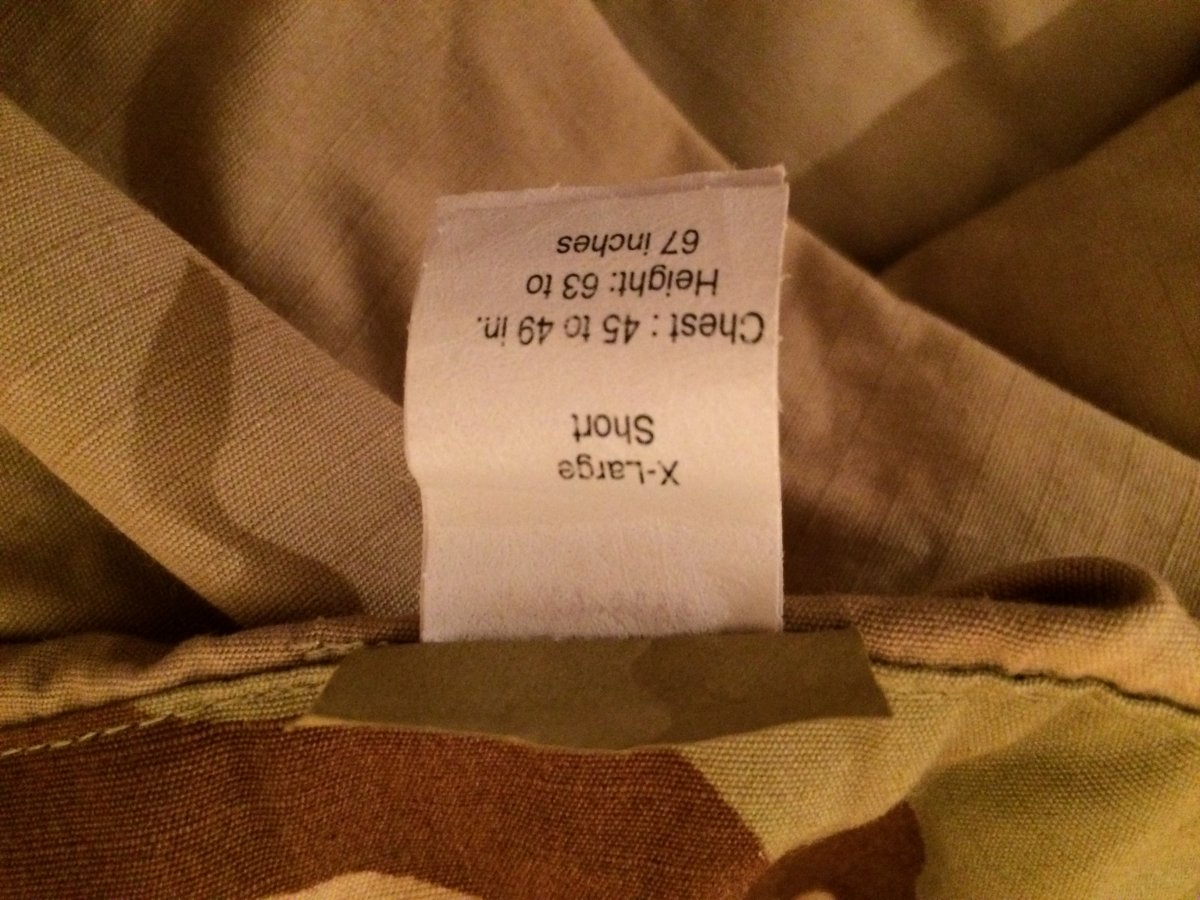 X-Large
Short
Chest : 45 to 49 in.
Height: 63 to
67 inches